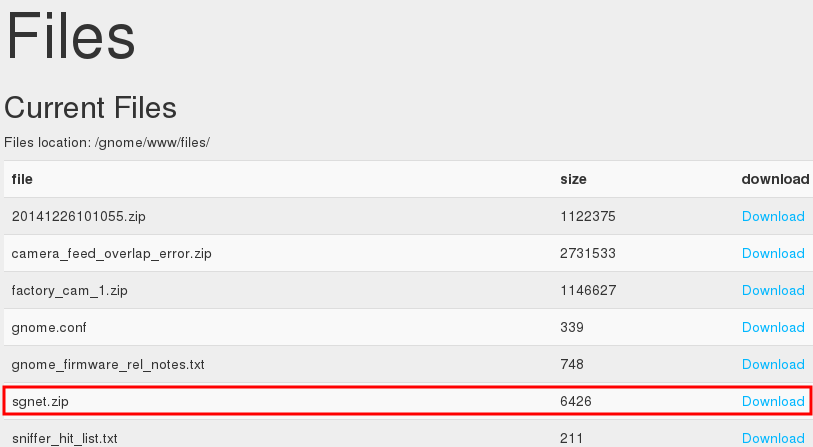 Files
Current Files
Files location: /gnome/www/files/
file size download
20141226101055.zip 1122375 Download
camera_feed_overlap_error.zip 2731533 Download
factory_cam_1.zip 1146627 Download
gnome.conf 339 Download
gnome_firmware_rel_notes.txt 748 Download
sgnet.zip 6426 Download
sniffer_hit_list.txt 211 Download